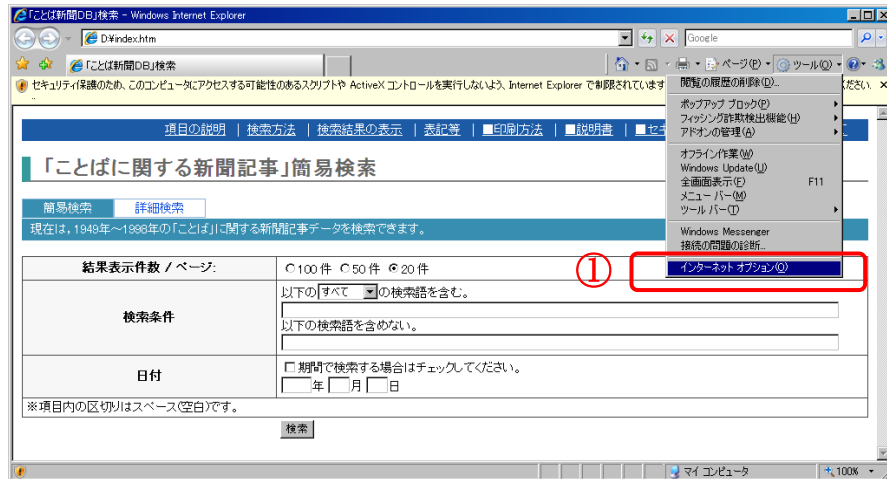 「ことば新聞DB」検索 - Windows Internet Explorer
D:¥index.htm
Google
「ことば新聞DB」検索
ページ(P)
ツール(O)
セキュリティ保護のため、このコンピュータにアクセスする可能性のあるスクリプトや ActiveX コントロールを実行しないよう、Internet Explorer で制限されています
ださい。
閲覧の履歴の削除(D)...
ポップアップ ブロック(P)
フィッシング詐欺検出機能(H)
アドオンの管理(A)
オフライン作業(W)
Windows Update(U)
全画面表示(F) F11
メニュー バー(M)
ツール バー(T)
Windows Messenger
接続の問題の診断...
インターネット オプション(O)
①
項目の説明 | 検索方法 | 検索結果の表示 | 表記等 | ■印刷方法 | ■説明書 | ■セキ
「ことばに関する新聞記事」簡易検索
簡易検索 詳細検索
現在は，1949年～1998年の「ことば」に関する新聞記事データを検索できます。
結果表示件数 / ページ: 100 件 50 件 20 件
検索条件
以下の すべて の検索語を含む。
以下の検索語を含めない。
日付
期間で検索する場合はチェックしてください。
年 月 日
※項目内の区切りはスペース(空白)です。
検索
マイ コンピュータ
100%